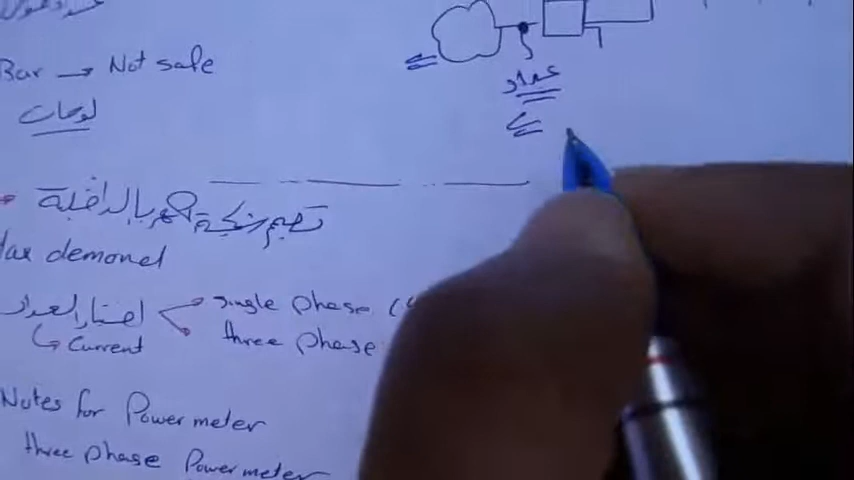 Bar → Not safe
لوحات
عداد
تصميم شبكة الكهرباء الداخلية
demand
اختيار العداد
single phase
three phase
Current
Notes for Power meter
three phase Power meter